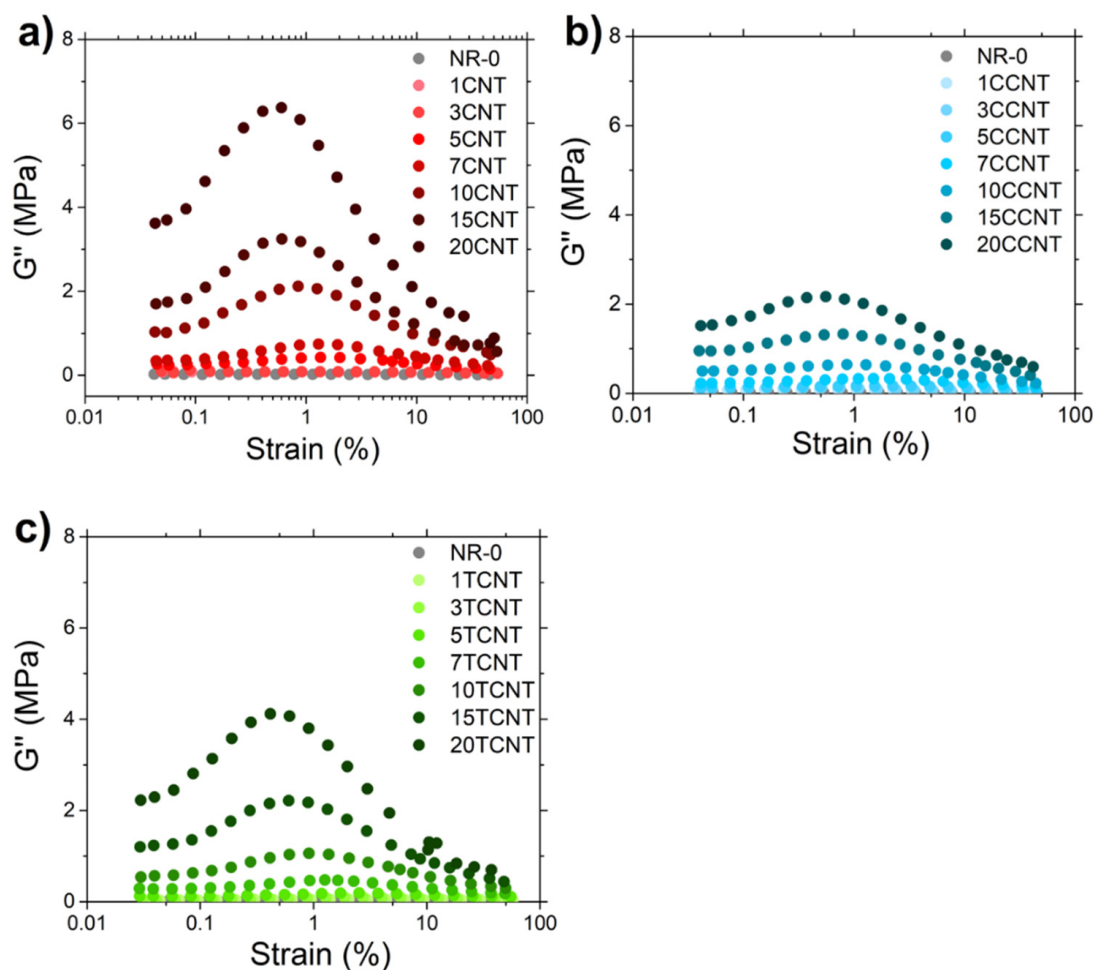 a)
8
6
4
2
0
G" (MPa)
0.01 0.1 1 10 100
Strain (%)
NR-0
1CNT
3CNT
5CNT
7CNT
10CNT
15CNT
20CNT
b)
8
6
4
2
0
G" (MPa)
0.01 0.1 1 10 100
Strain (%)
NR-0
1CCNT
3CCNT
5CCNT
7CCNT
10CCNT
15CCNT
20CCNT
c)
8
6
4
2
0
G" (MPa)
0.01 0.1 1 10 100
Strain (%)
NR-0
1TCNT
3TCNT
5TCNT
7TCNT
10TCNT
15TCNT
20TCNT